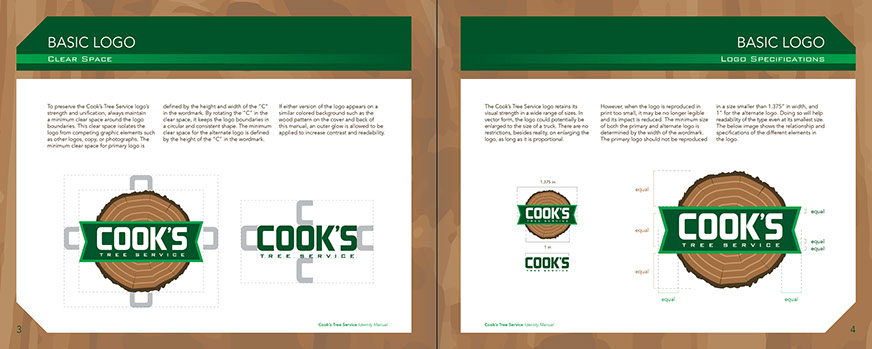 BASIC LOGO
CLEAR SPACE
To preserve the Cook's Tree Service logo's
strength and unification, always maintain
a minimum clear space around the logo
boundaries. This clear space isolates the
logo from competing graphic elements such
as other logos, copy, or photographs. The
minimum clear space for primary logo is
defined by the height and width of the "C"
in the wordmark. By rotating the "C" in the
clear space, it keeps the logo boundaries in
a circular and consistent shape. The minimum
clear space for the alternate logo is defined
by the height of the "C" in the wordmark.
If either version of the logo appears on a
similar colored background such as the
wood pattern on the cover and back of
this manual, an outer glow is allowed to be
applied to increase contrast and readability.
COOK'S
TREE SERVICE
COOK'S
TREE SERVICE
Cook's Tree Service Identity Manual
3
BASIC LOGO
LOGO SPECIFICATIONS
The Cook's Tree Service Logo retains its
visual strength in a wide range of sizes. In
vector form, the logo could potentially be
enlarged to the size of a truck. There are no
restrictions, besides reality, on enlarging the
logo, as long as it is proportional.
However, when the logo is reproduced in
print too small, it may be no longer legible
and its impact is reduced. The minimum size
of both the primary and alternate logo is
determined by the width of the wordmark.
The primary logo should not be reproduced
in a size smaller than 1.375" in width, and
1" for the alternate logo. Doing so will help
readability of the type even at its smallest size.
The below image shows the relationship and
specifications of the different elements in
the logo.
1.375 in
COOK'S
TREE SERVICE
1 in
COOK'S
TREE SERVICE
equal
equal
equal
COOK'S
TREE SERVICE
equal
equal
equal
equal
equal
Cook's Tree Service Identity Manual
4